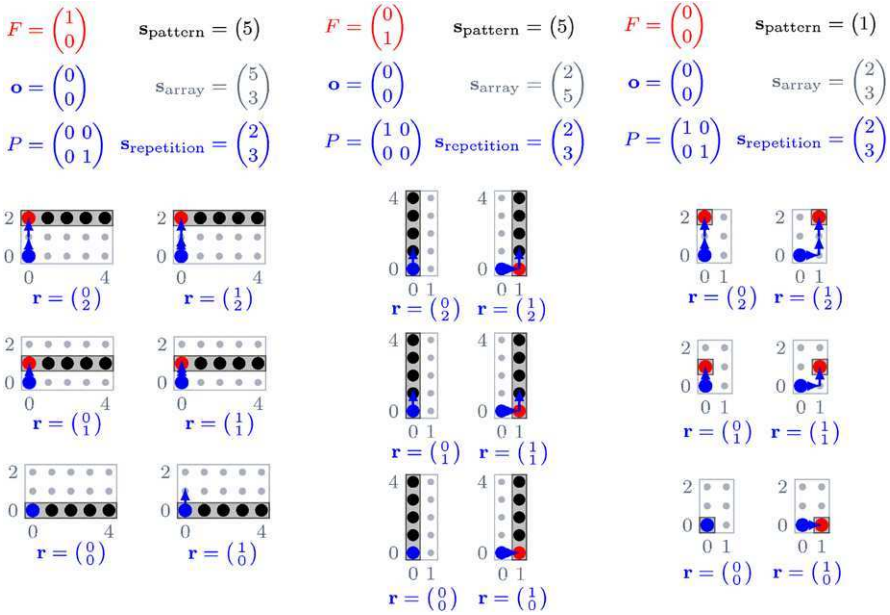 F = (1 0) s_pattern = (5)
o = (0 0) s_array = (5 3)
P = (0 0 0 1) s_repetition = (2 3)
2
0
0 4
r = (0 2)
2
0
0 4
r = (1 2)
2
0
0 4
r = (0 1)
2
0
0 4
r = (1 1)
2
0
0 4
r = (0 0)
2
0
0 4
r = (1 0)
F = (0 1) s_pattern = (5)
o = (0 0) s_array = (2 5)
P = (1 0 0 0) s_repetition = (2 3)
4
0
0 1
r = (0 2)
4
0
0 1
r = (1 2)
4
0
0 1
r = (0 1)
4
0
0 1
r = (1 1)
4
0
0 1
r = (0 0)
4
0
0 1
r = (1 0)
F = (0 0) s_pattern = (1)
o = (0 0) s_array = (2 3)
P = (1 0 0 1) s_repetition = (2 3)
2
0
0 1
r = (0 2)
2
0
0 1
r = (1 2)
2
0
0 1
r = (0 1)
2
0
0 1
r = (1 1)
2
0
0 1
r = (0 0)
2
0
0 1
r = (1 0)